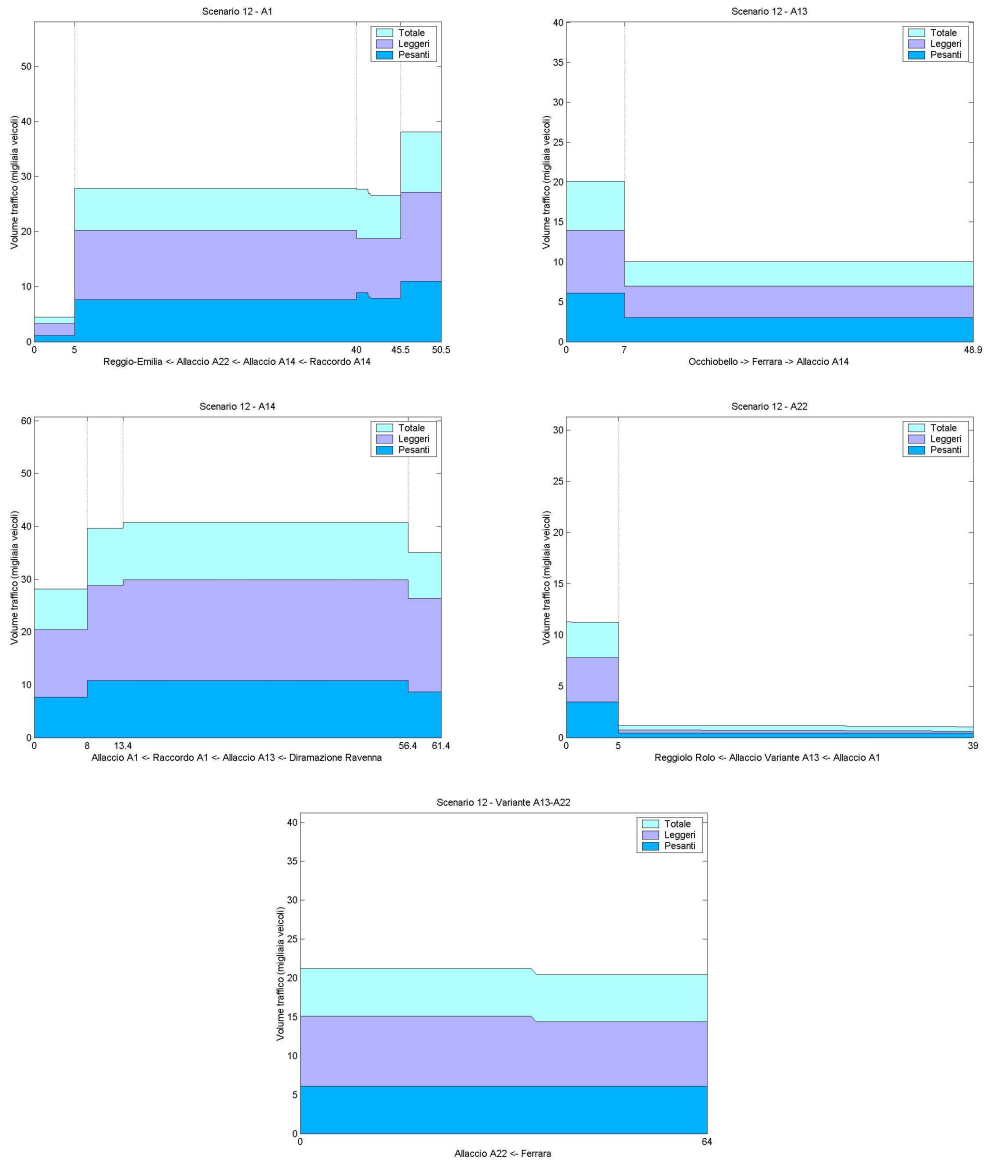 Scenario 12 - A1
Totale
Leggeri
Pesanti
Volume traffico (migliaia veicoli)
50
40
30
20
10
0
0 5 40 45.5 50.5
Reggio-Emilia <- Allaccio A22 <- Allaccio A14 <- Raccordo A14
Scenario 12 - A13
Totale
Leggeri
Pesanti
Volume traffico (migliaia veicoli)
40
35
30
25
20
15
10
5
0
0 7 48.9
Occhiobello -> Ferrara -> Allaccio A14
Scenario 12 - A14
Totale
Leggeri
Pesanti
Volume traffico (migliaia veicoli)
60
50
40
30
20
10
0
0 8 13.4 56.4 61.4
Allaccio A1 <- Raccordo A1 <- Allaccio A13 <- Diramazione Ravenna
Scenario 12 - A22
Totale
Leggeri
Pesanti
Volume traffico (migliaia veicoli)
30
25
20
15
10
5
0
0 5 39
Reggiolo Rolo <- Allaccio Variante A13 <- Allaccio A1
Scenario 12 - Variante A13-A22
Totale
Leggeri
Pesanti
Volume traffico (migliaia veicoli)
40
35
30
25
20
15
10
5
0
0 64
Allaccio A22 <- Ferrara